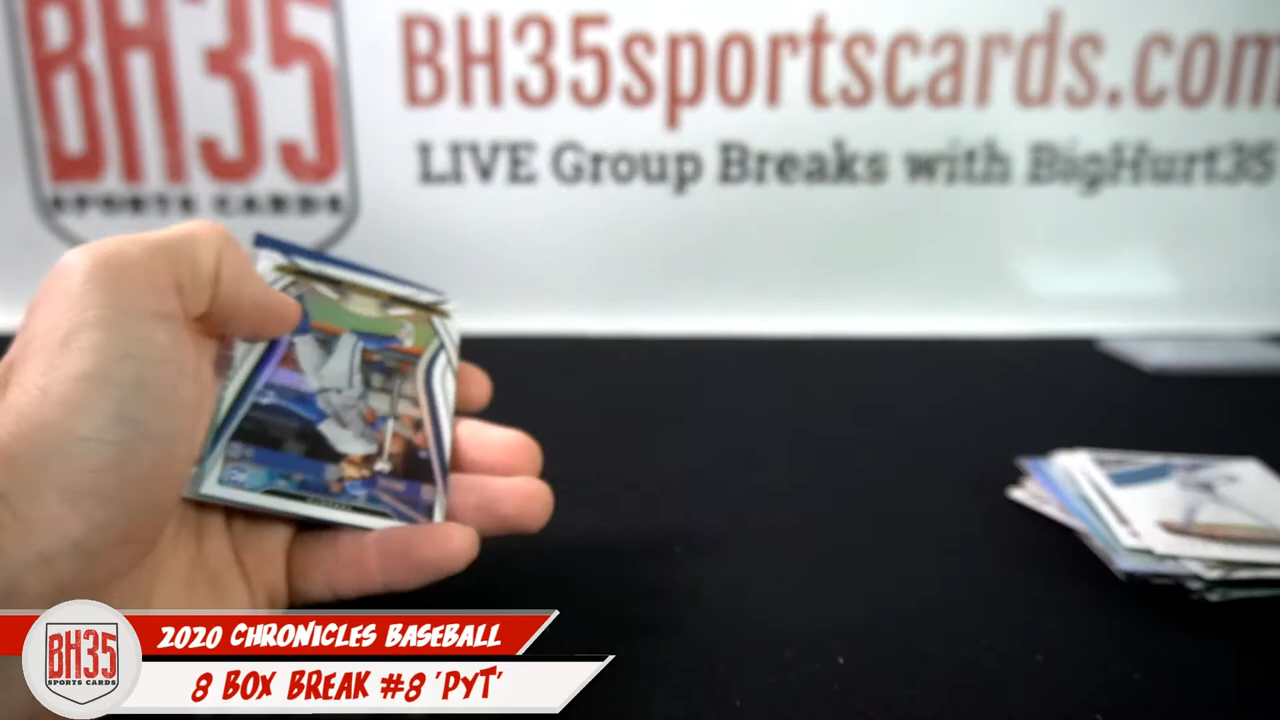 BH35
SPORTS CARDS
BH35sportscards.com
LIVE Group Breaks with BigHurt35
2020 CHRONICLES BASEBALL
8 BOX BREAK #8 'PYT'
BH35
SPORTS CARDS